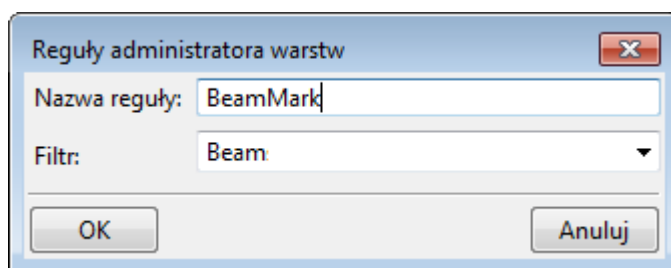 Reguły administratora warstw
Nazwa reguły: BeamMark
Filtr: Beam
OK Anuluj